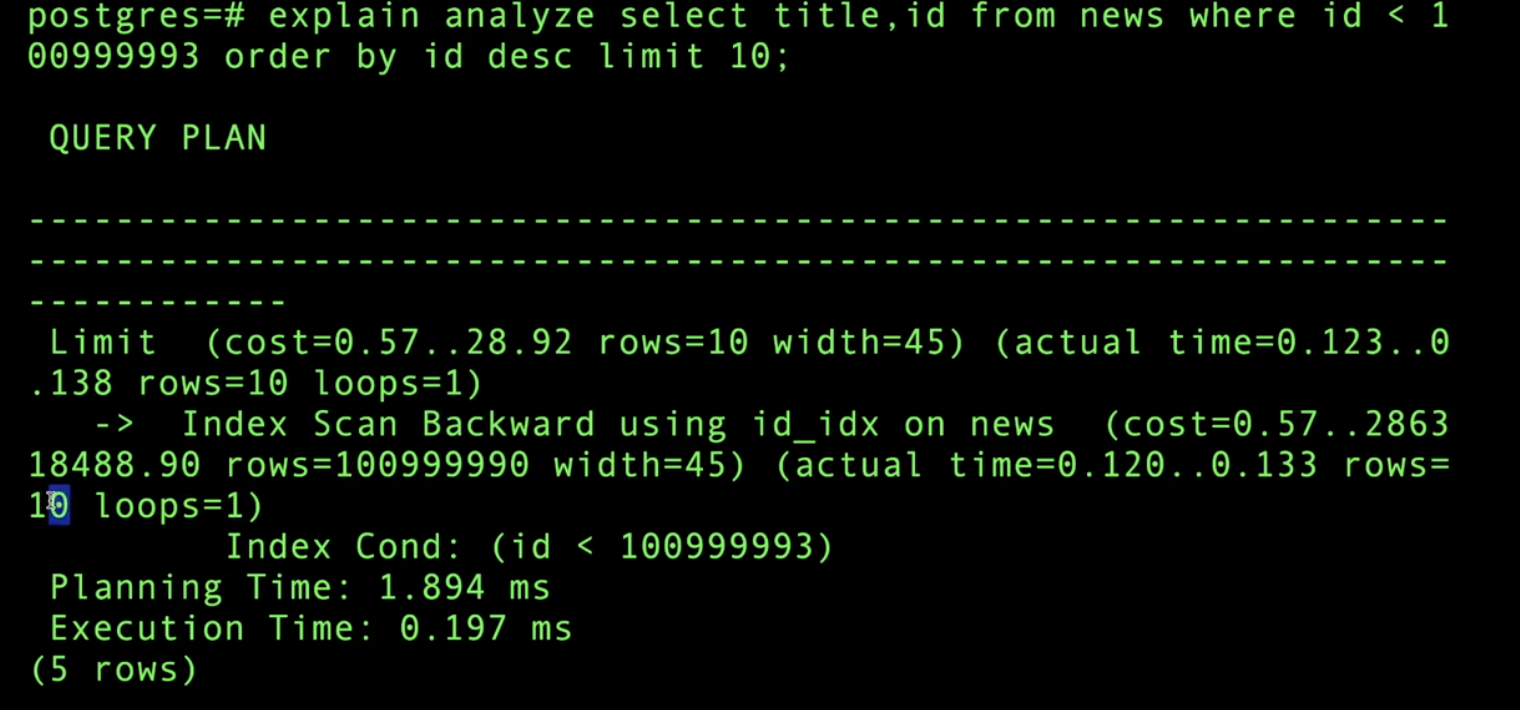 postgres=# explain analyze select title,id from news where id < 1
00999993 order by id desc limit 10;
QUERY PLAN
-----------------------------------------------------------------
-----------------------------------------------------------------
------------
Limit  (cost=0.57..28.92 rows=10 width=45) (actual time=0.123..0
.138 rows=10 loops=1)
->  Index Scan Backward using id_idx on news  (cost=0.57..2863
18488.90 rows=100999990 width=45) (actual time=0.120..0.133 rows=
10 loops=1)
Index Cond: (id < 100999993)
Planning Time: 1.894 ms
Execution Time: 0.197 ms
(5 rows)